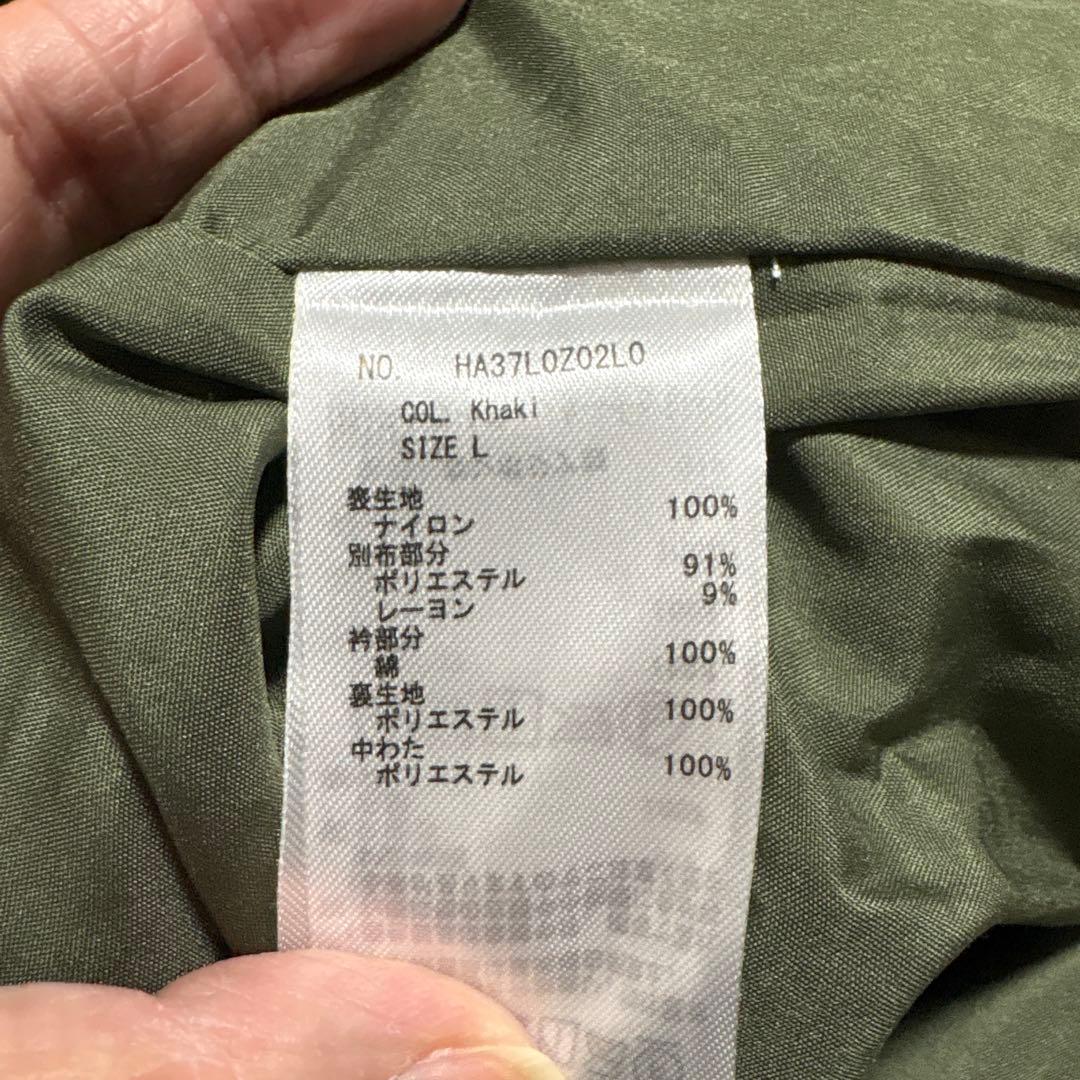 NO. HA37L0Z02L0
COL. Khaki
SIZE L
表生地 100%
ナイロン
別布部分
ポリエステル 91%
レーヨン 9%
衿部分
綿 100%
裏生地
ポリエステル 100%
中わた
ポリエステル 100%